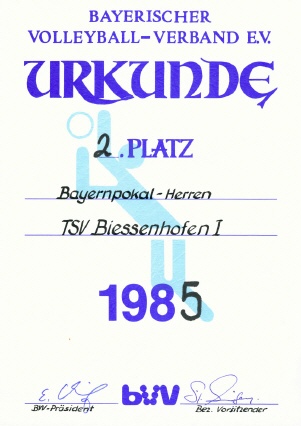 BAYERISCHER
VOLLEYBALL-VERBAND E.V.
URKUNDE
2. PLATZ
Bayernpokal-Herren
TSV Biessenhofen I
1985
bvv
BVV-Präsident Bez. Vorsitzender